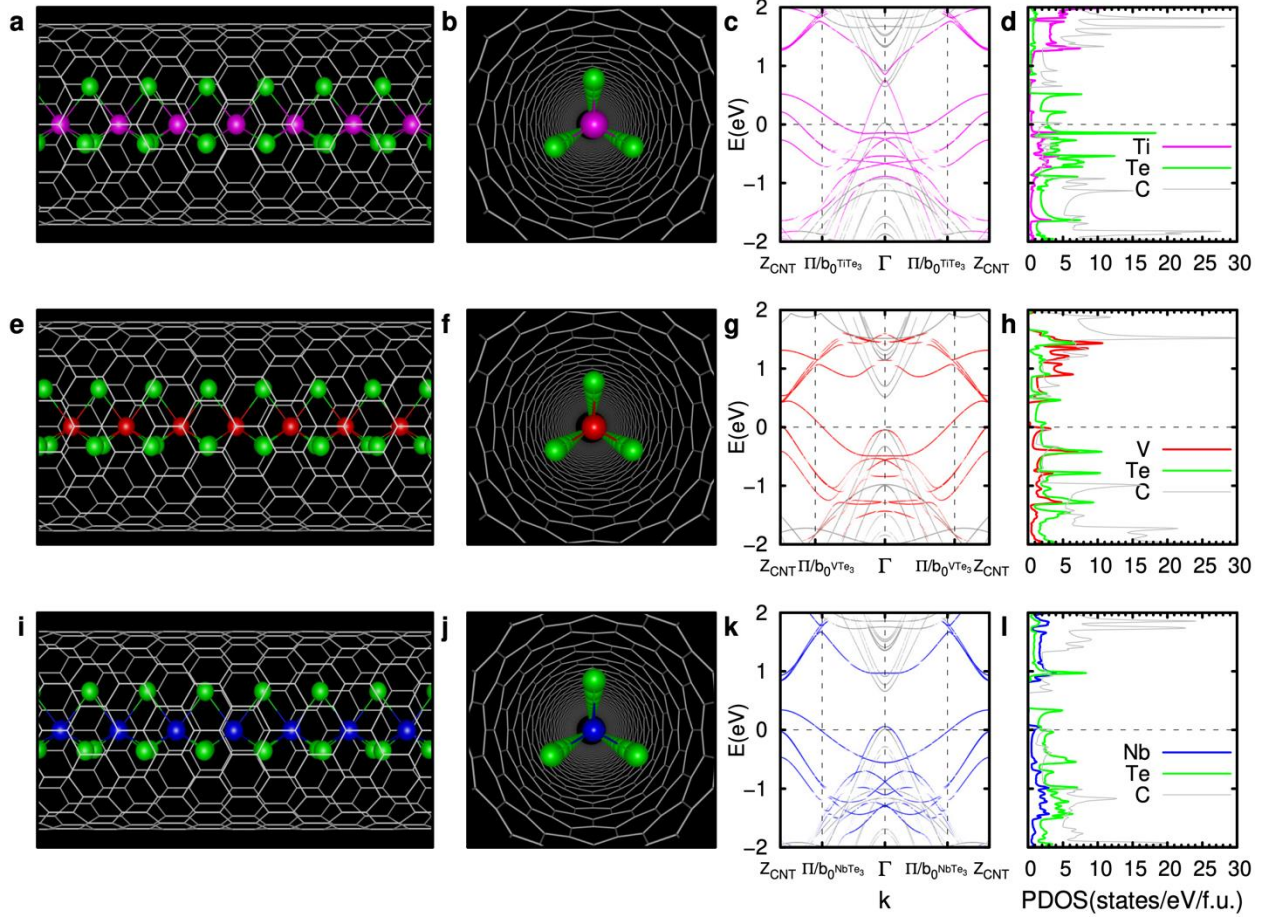 a b c d
2
1
0
-1
-2
E(eV)
Z_CNT Π/b₀^TiTe₃ Γ Π/b₀^TiTe₃ Z_CNT
Ti
Te
C
0 5 10 15 20 25 30
e f g h
2
1
0
-1
-2
E(eV)
Z_CNT Π/b₀^VTe₃ Γ Π/b₀^VTe₃ Z_CNT
V
Te
C
0 5 10 15 20 25 30
i j k l
2
1
0
-1
-2
E(eV)
Z_CNT Π/b₀^NbTe₃ Γ Π/b₀^NbTe₃ Z_CNT
k
Nb
Te
C
0 5 10 15 20 25 30
PDOS(states/eV/f.u.)